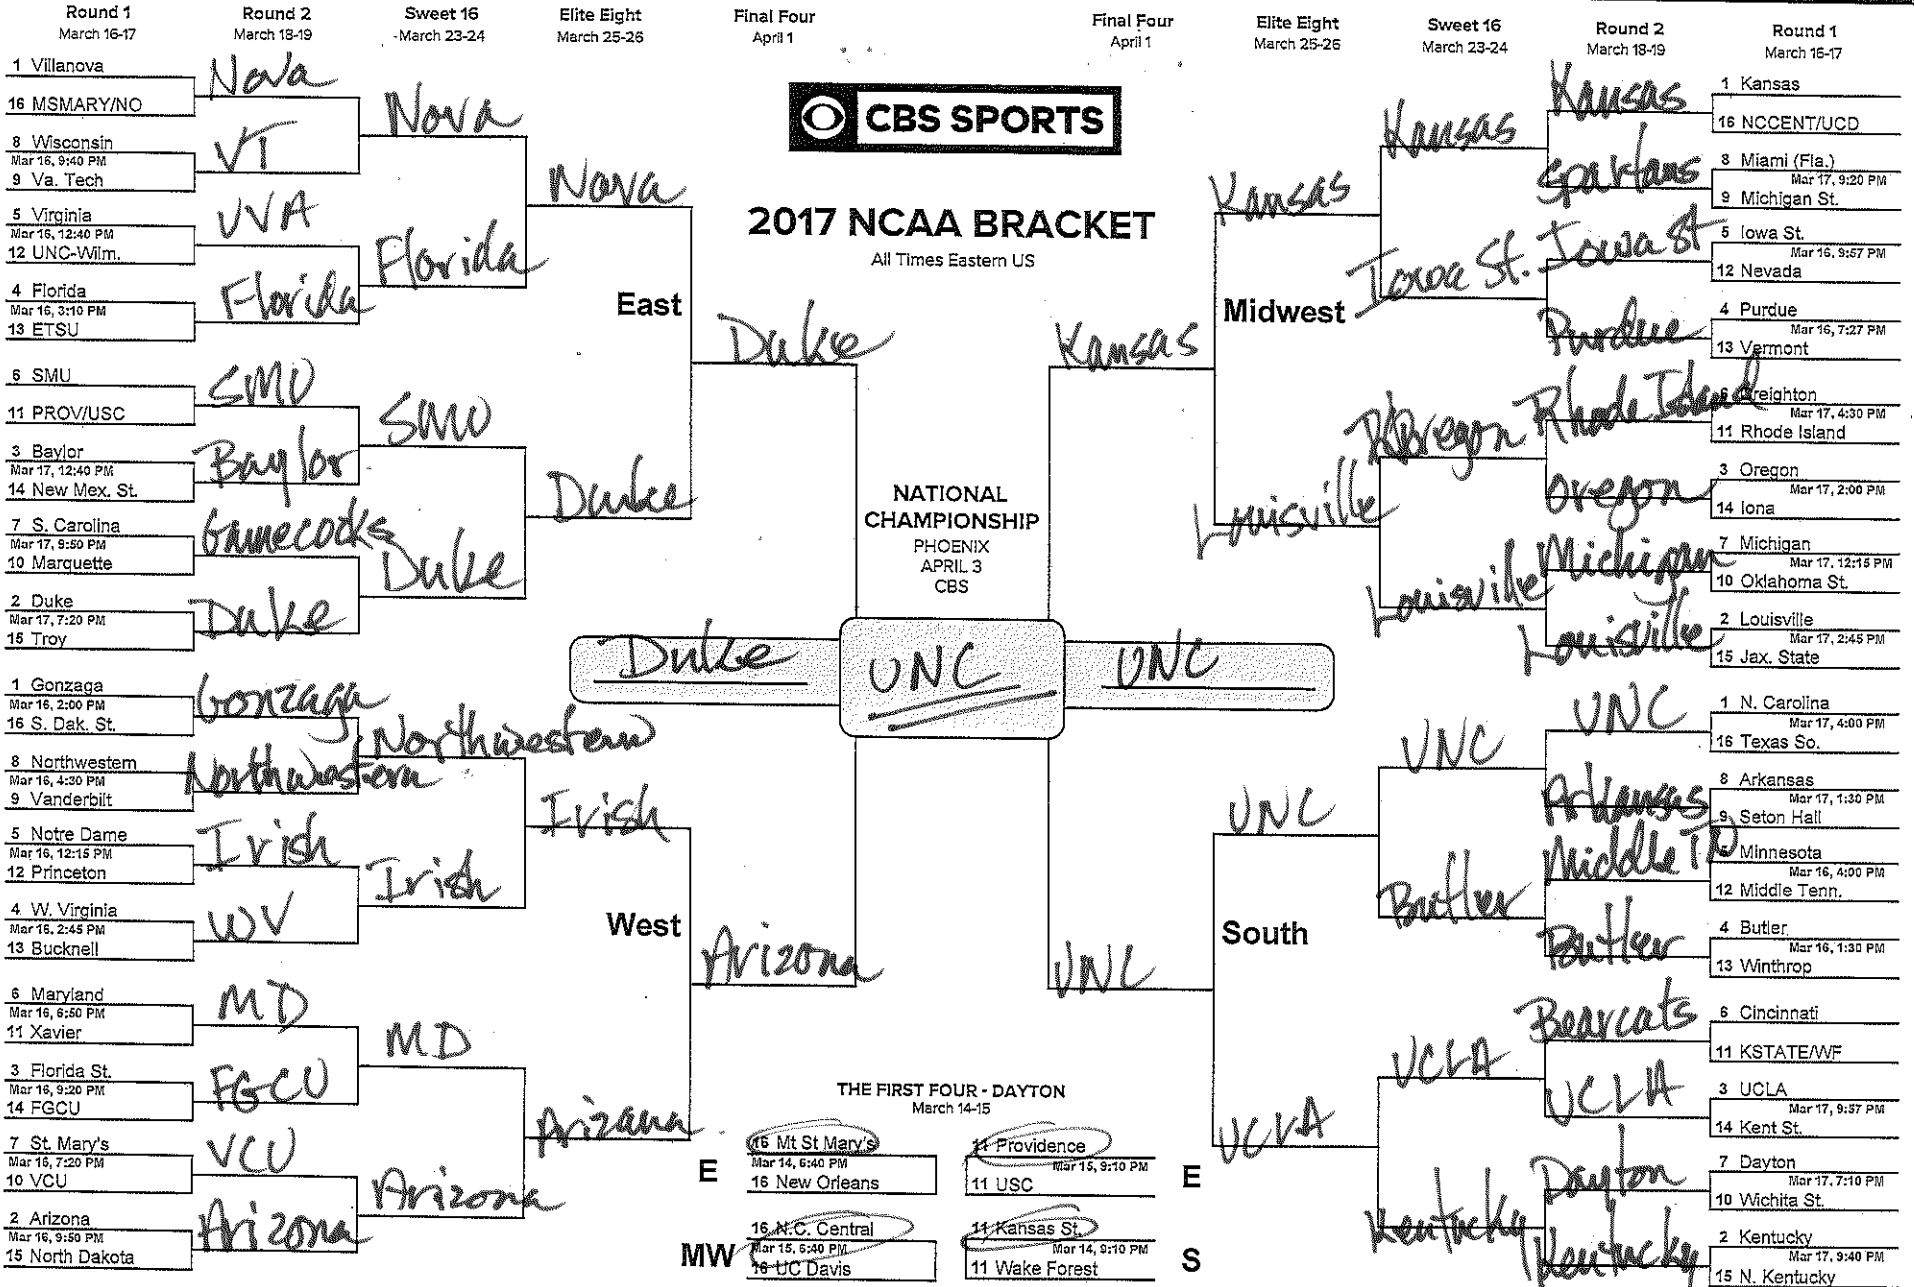 Round 1 Round 2 Sweet 16 Elite Eight Final Four Final Four Elite Eight Sweet 16 Round 2 Round 1
March 16-17 March 18-19 March 23-24 March 25-26 April 1 April 1 March 25-26 March 23-24 March 18-19 March 16-17
CBS SPORTS
2017 NCAA BRACKET
All Times Eastern US
East
1 Villanova
16 MSMARY/NO
8 Wisconsin
Mar 16, 9:40 PM
9 Va. Tech
5 Virginia
Mar 16, 12:40 PM
12 UNC-Wilm.
4 Florida
Mar 16, 3:10 PM
13 ETSU
6 SMU
11 PROV/USC
3 Baylor
Mar 17, 12:40 PM
14 New Mex. St.
7 S. Carolina
Mar 17, 9:50 PM
10 Marquette
2 Duke
Mar 17, 7:20 PM
15 Troy
Nova
VT
UVA
Florida
SMU
Baylor
Gamecocks
Duke
Nova
Florida
SMU
Duke
Nova
Duke
Duke
West
1 Gonzaga
Mar 16, 2:00 PM
16 S. Dak. St.
8 Northwestern
Mar 16, 4:30 PM
9 Vanderbilt
5 Notre Dame
Mar 16, 12:15 PM
12 Princeton
4 W. Virginia
Mar 16, 2:45 PM
13 Bucknell
6 Maryland
Mar 16, 6:50 PM
11 Xavier
3 Florida St.
Mar 16, 9:20 PM
14 FGCU
7 St. Mary's
Mar 16, 7:20 PM
10 VCU
2 Arizona
Mar 16, 9:50 PM
15 North Dakota
Gonzaga
Northwestern
Irish
WV
MD
FGCU
VCU
Arizona
Northwestern
Irish
MD
Arizona
Irish
Arizana
Arizona
NATIONAL
CHAMPIONSHIP
PHOENIX
APRIL 3
CBS
Duke UNC UNC
Midwest
1 Kansas
16 NCCENT/UCD
8 Miami (Fla.)
Mar 17, 9:20 PM
9 Michigan St.
5 Iowa St.
Mar 16, 9:57 PM
12 Nevada
4 Purdue
Mar 16, 7:27 PM
13 Vermont
6 Creighton
Mar 17, 4:30 PM
11 Rhode Island
3 Oregon
Mar 17, 2:00 PM
14 Iona
7 Michigan
Mar 17, 12:15 PM
10 Oklahoma St.
2 Louisville
Mar 17, 2:45 PM
15 Jax. State
Kansas
Spartans
Iowa St
Purdue
Rhode Island
Oregon
Michigan
Louisville
Kansas
Iowa St.
Oregon
Louisville
Kansas
Louisville
Kansas
South
1 N. Carolina
Mar 17, 4:00 PM
16 Texas So.
8 Arkansas
Mar 17, 1:30 PM
9 Seton Hall
5 Minnesota
Mar 16, 4:00 PM
12 Middle Tenn.
4 Butler
Mar 16, 1:30 PM
13 Winthrop
6 Cincinnati
11 KSTATE/WF
3 UCLA
Mar 17, 9:57 PM
14 Kent St.
7 Dayton
Mar 17, 7:10 PM
10 Wichita St.
2 Kentucky
Mar 17, 9:40 PM
15 N. Kentucky
UNC
Arkansas
Middle TN
Butler
Bearcats
UCLA
Dayton
Kentucky
UNC
Butler
UCLA
Kentucky
UNC
UCLA
UNC
THE FIRST FOUR - DAYTON
March 14-15
E
16 Mt St Mary's
Mar 14, 6:40 PM
16 New Orleans
11 Providence
Mar 15, 9:10 PM
11 USC
E
MW
16 N.C. Central
Mar 15, 6:40 PM
16 UC Davis
11 Kansas St.
Mar 14, 9:10 PM
11 Wake Forest
S